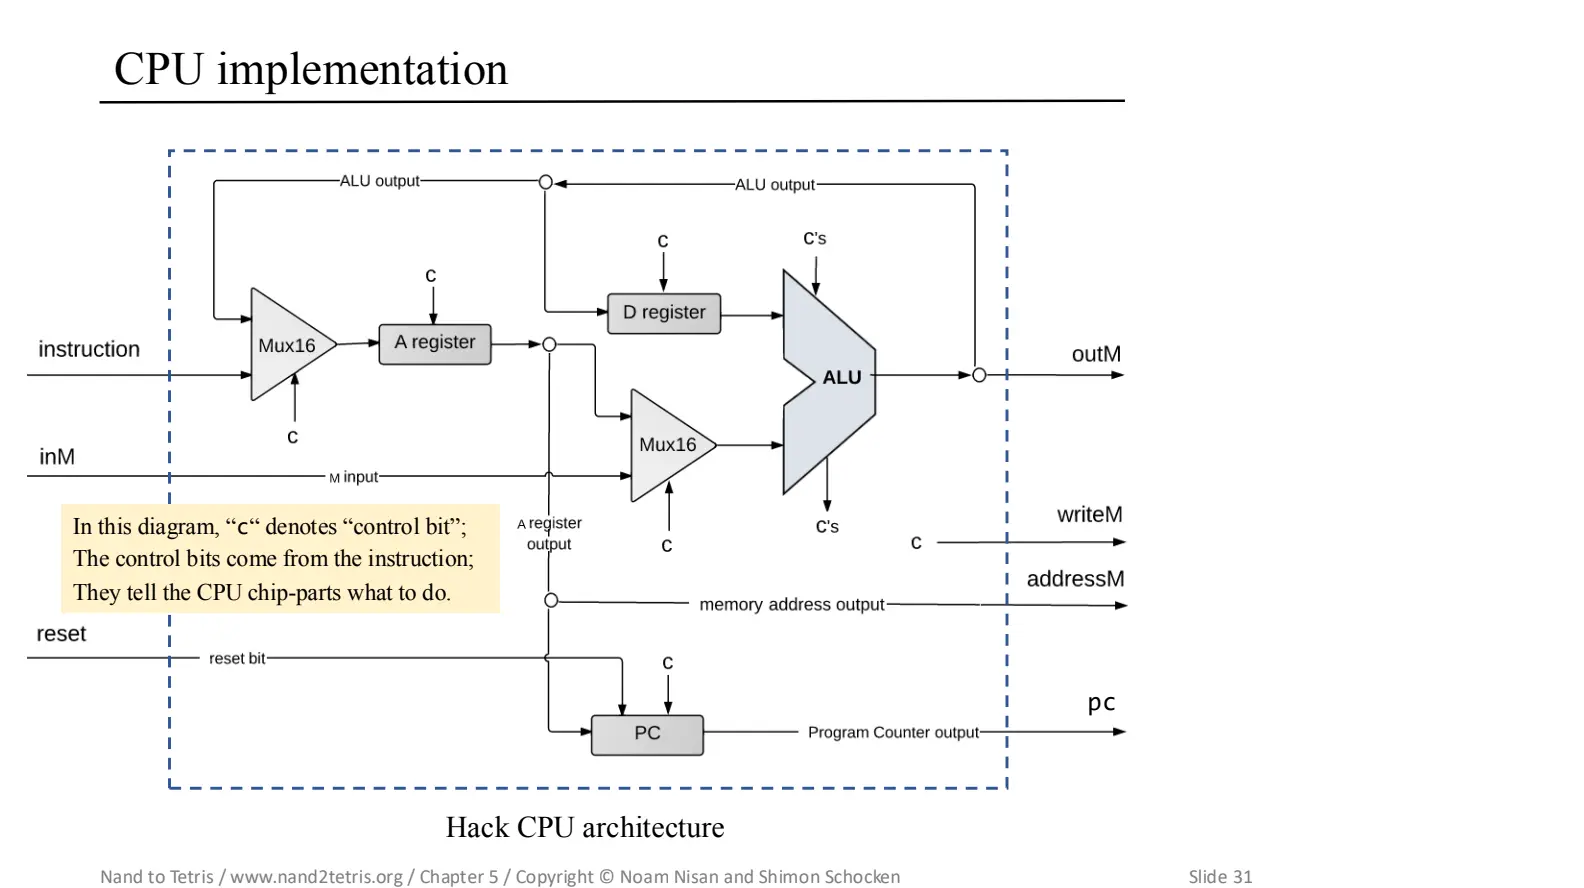 CPU implementation
ALU output
ALU output
c
c's
c
D register
instruction
Mux16
A register
ALU
outM
c
inM
Mux16
M input
In this diagram, “c“ denotes “control bit”;
The control bits come from the instruction;
They tell the CPU chip-parts what to do.
A register
output
c
c's
c
writeM
addressM
memory address output
reset
reset bit
c
pc
PC
Program Counter output
Hack CPU architecture
Nand to Tetris / www.nand2tetris.org / Chapter 5 / Copyright © Noam Nisan and Shimon Schocken
Slide 31